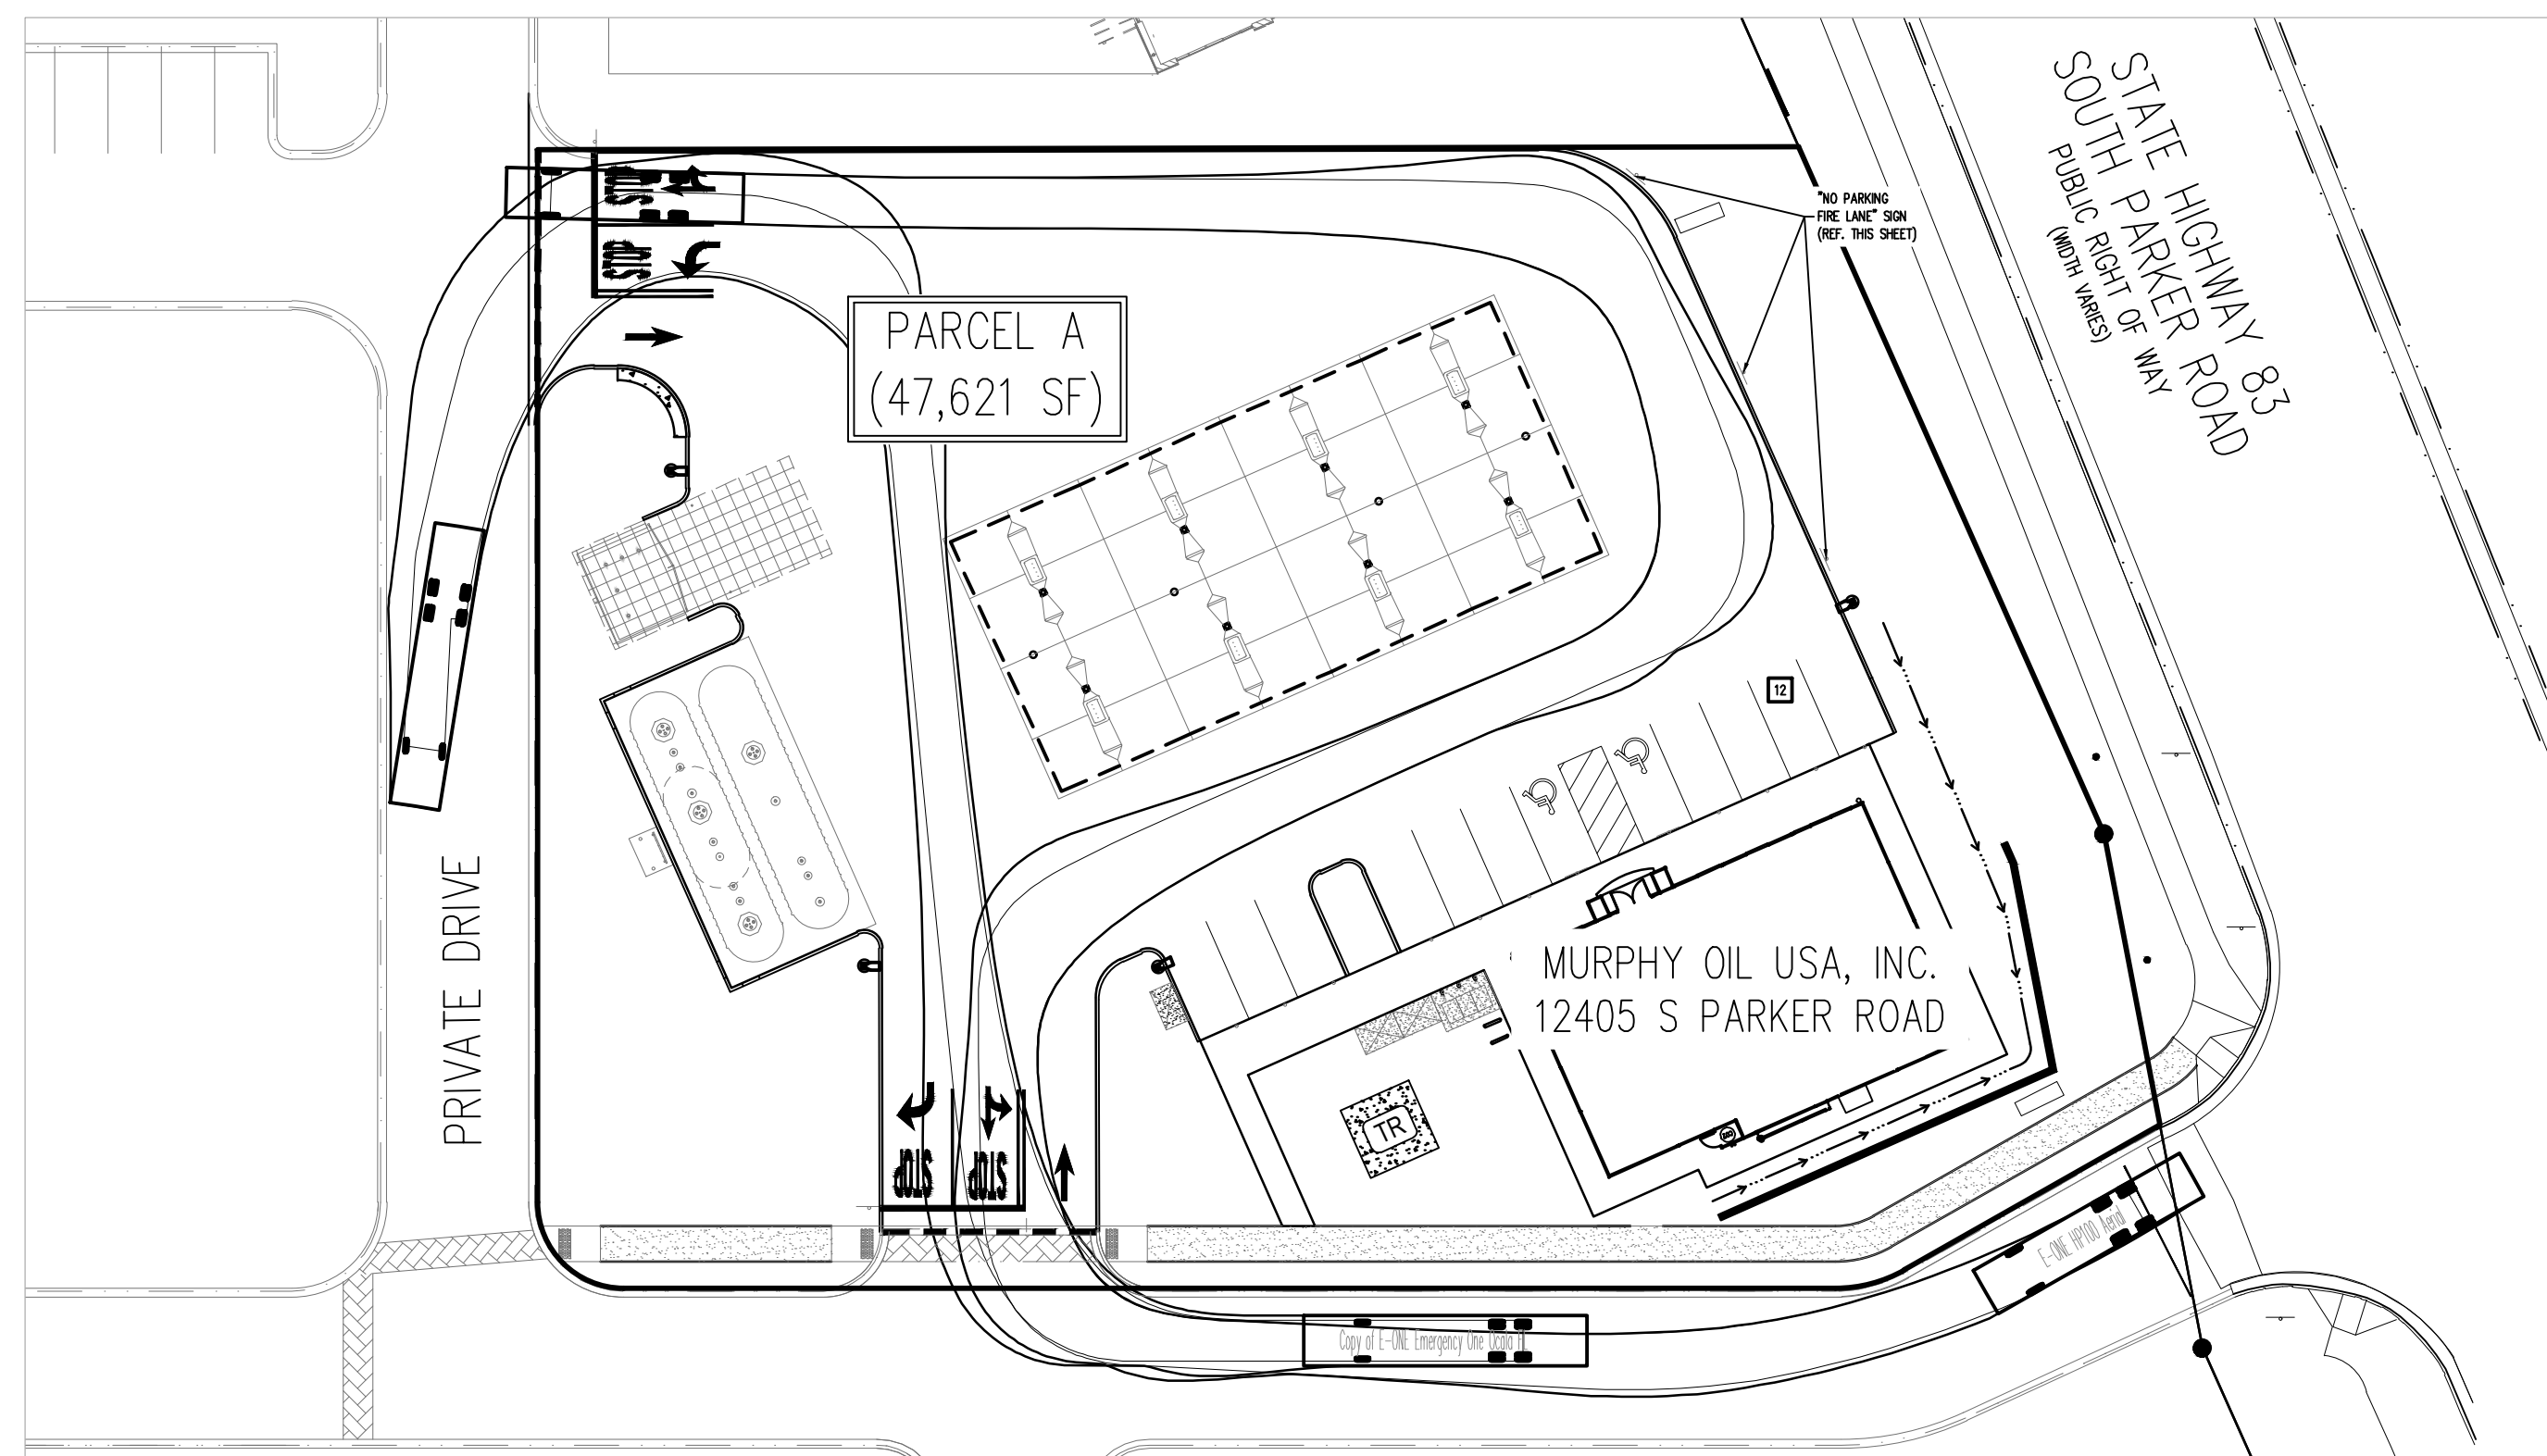 STATE HIGHWAY 83
SOUTH PARKER ROAD
PUBLIC RIGHT OF WAY
(WIDTH VARIES)
STOP
STOP
"NO PARKING
FIRE LANE" SIGN
(REF. THIS SHEET)
PARCEL A
(47,621 SF)
12
PRIVATE DRIVE
MURPHY OIL USA, INC.
12405 S PARKER ROAD
TR
STOP
STOP
E-ONE HP100 Aerial
Copy of E-ONE Emergency One Ocala FL